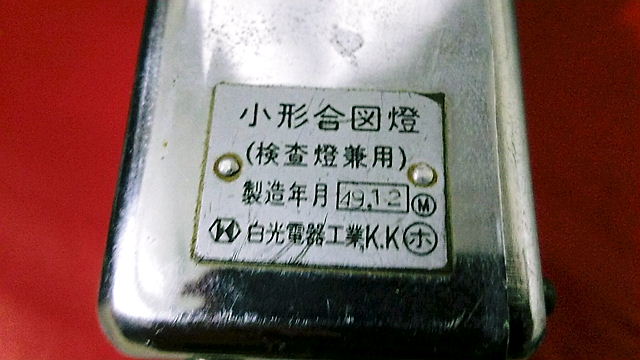 小形合図燈
(検査燈兼用)
製造年月 49.12 Ⓜ
白光電器工業K.K ㋭